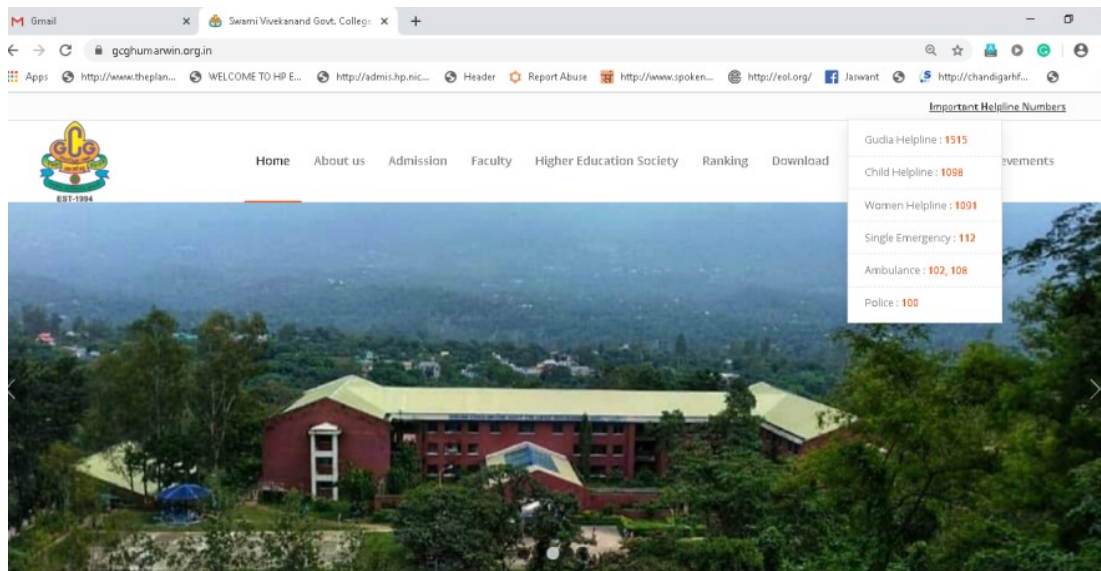 Gmail
Swami Vivekanand Govt. College
gcghumarwin.org.in
Apps http://www.theplan... WELCOME TO HP E... http://admis.hp.nic... Header Report Abuse http://www.spoken... http://eol.org/ Jaswant http://chandigarhf...
Important Helpline Numbers
GCG
EST-1994
Home About us Admission Faculty Higher Education Society Ranking Download evements
Gudia Helpline : 1515
Child Helpline : 1098
Women Helpline : 1091
Single Emergency : 112
Ambulance : 102, 108
Police : 100